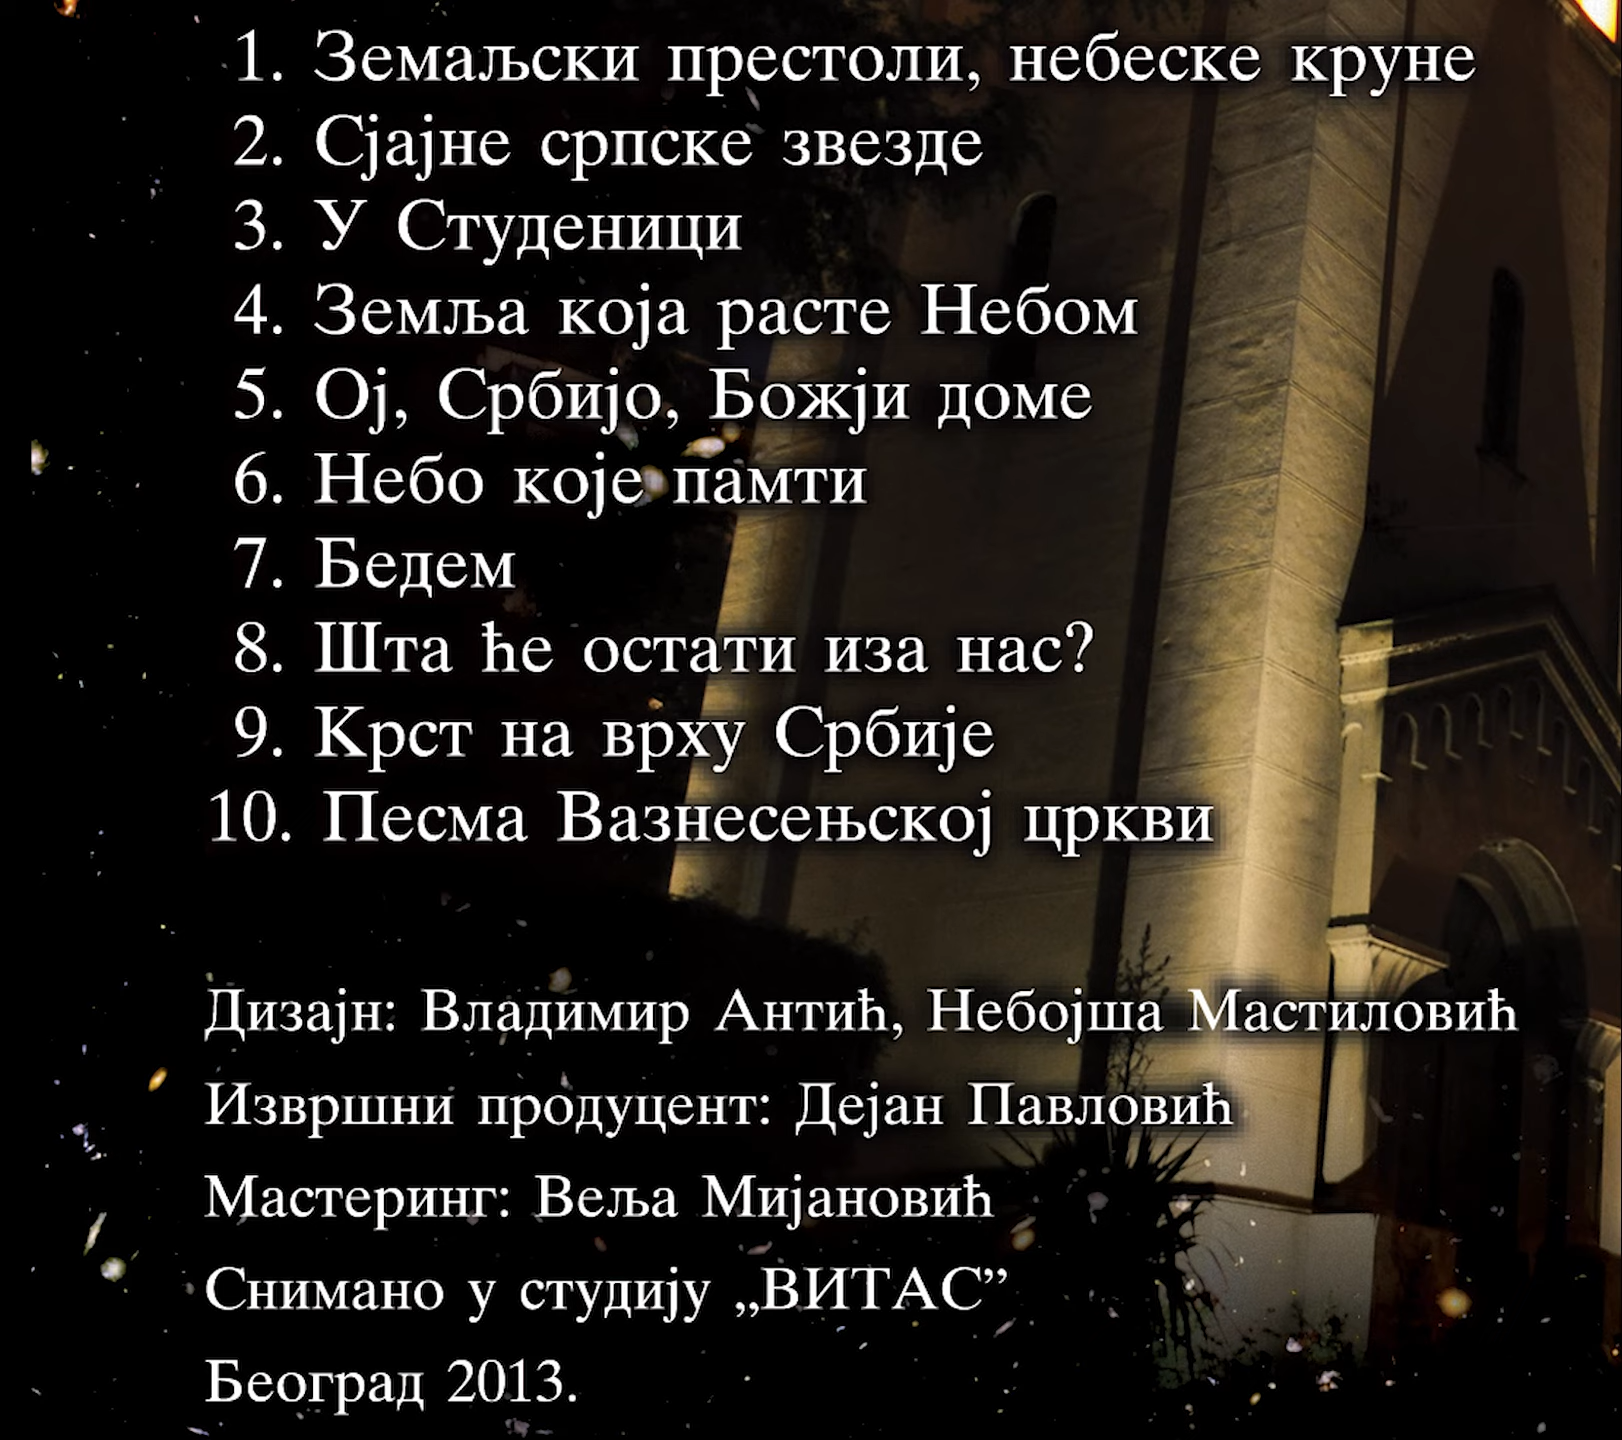 1. Земаљски престоли, небеске круне
2. Сјајне српске звезде
3. У Студеници
4. Земља која расте Небом
5. Ој, Србијо, Божји доме
6. Небо које памти
7. Бедем
8. Шта ће остати иза нас?
9. Крст на врху Србије
10. Песма Вазнесењској цркви
Дизајн: Владимир Антић, Небојша Мастиловић
Извршни продуцент: Дејан Павловић
Мастеринг: Веља Мијановић
Снимано у студију „ВИТАС”
Београд 2013.